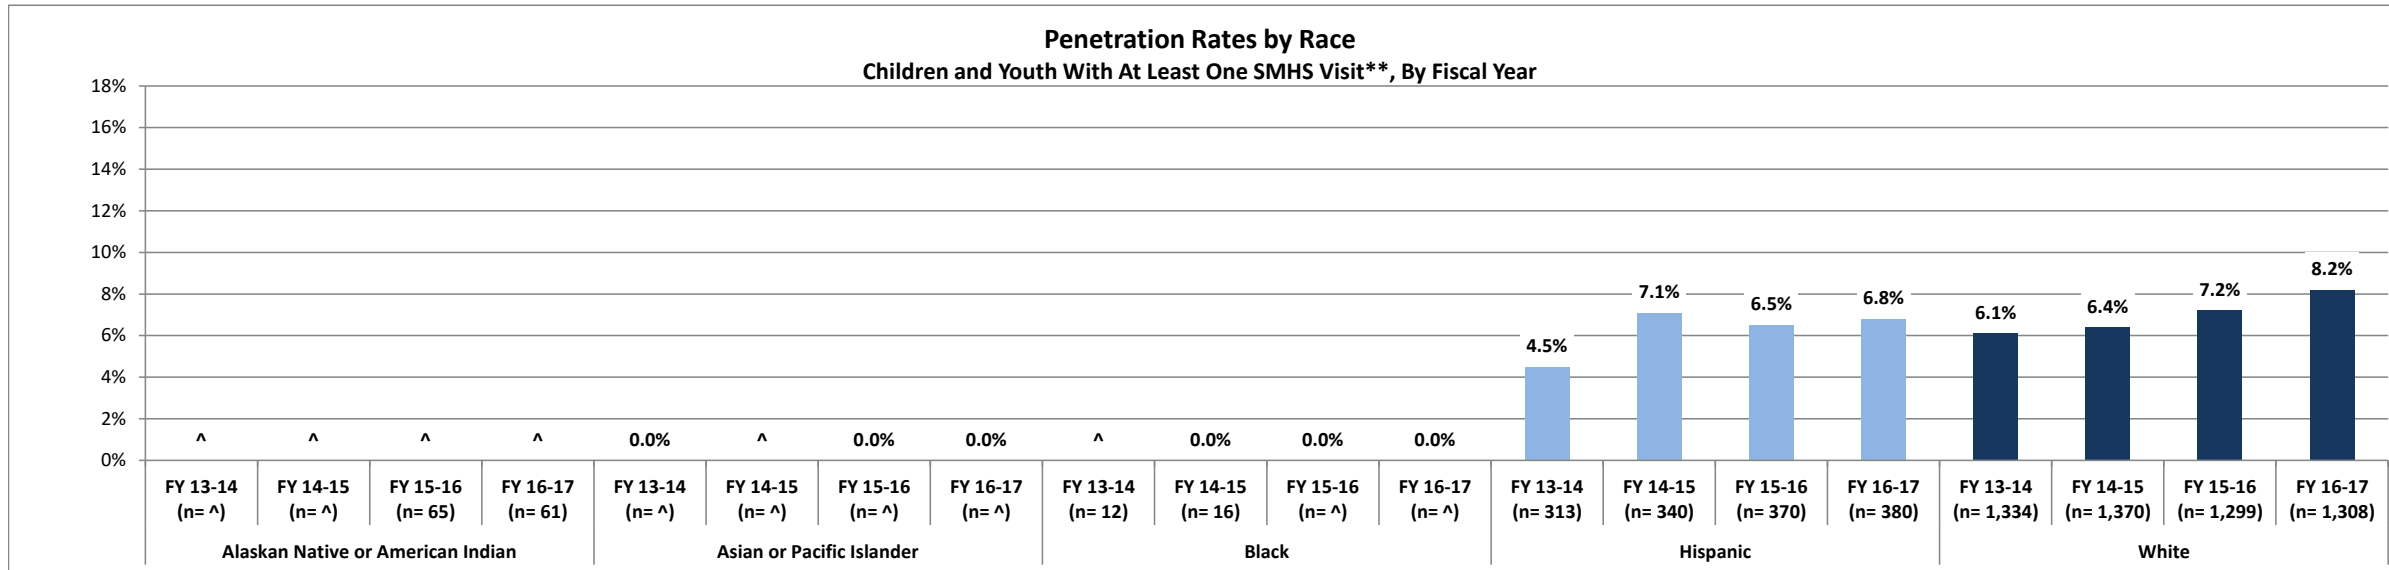 Penetration Rates by Race
Children and Youth With At Least One SMHS Visit**, By Fiscal Year
18%
16%
14%
12%
10%
8%
6%
4%
2%
0%
^ ^ ^ ^ 0.0% ^ 0.0% 0.0% ^ 0.0% 0.0% 0.0% 4.5% 7.1% 6.5% 6.8% 6.1% 6.4% 7.2% 8.2%
FY 13-14 FY 14-15 FY 15-16 FY 16-17 FY 13-14 FY 14-15 FY 15-16 FY 16-17 FY 13-14 FY 14-15 FY 15-16 FY 16-17 FY 13-14 FY 14-15 FY 15-16 FY 16-17 FY 13-14 FY 14-15 FY 15-16 FY 16-17
(n= ^) (n= ^) (n= 65) (n= 61) (n= ^) (n= ^) (n= ^) (n= ^) (n= 12) (n= 16) (n= ^) (n= ^) (n= 313) (n= 340) (n= 370) (n= 380) (n= 1,334) (n= 1,370) (n= 1,299) (n= 1,308)
Alaskan Native or American Indian Asian or Pacific Islander Black Hispanic White